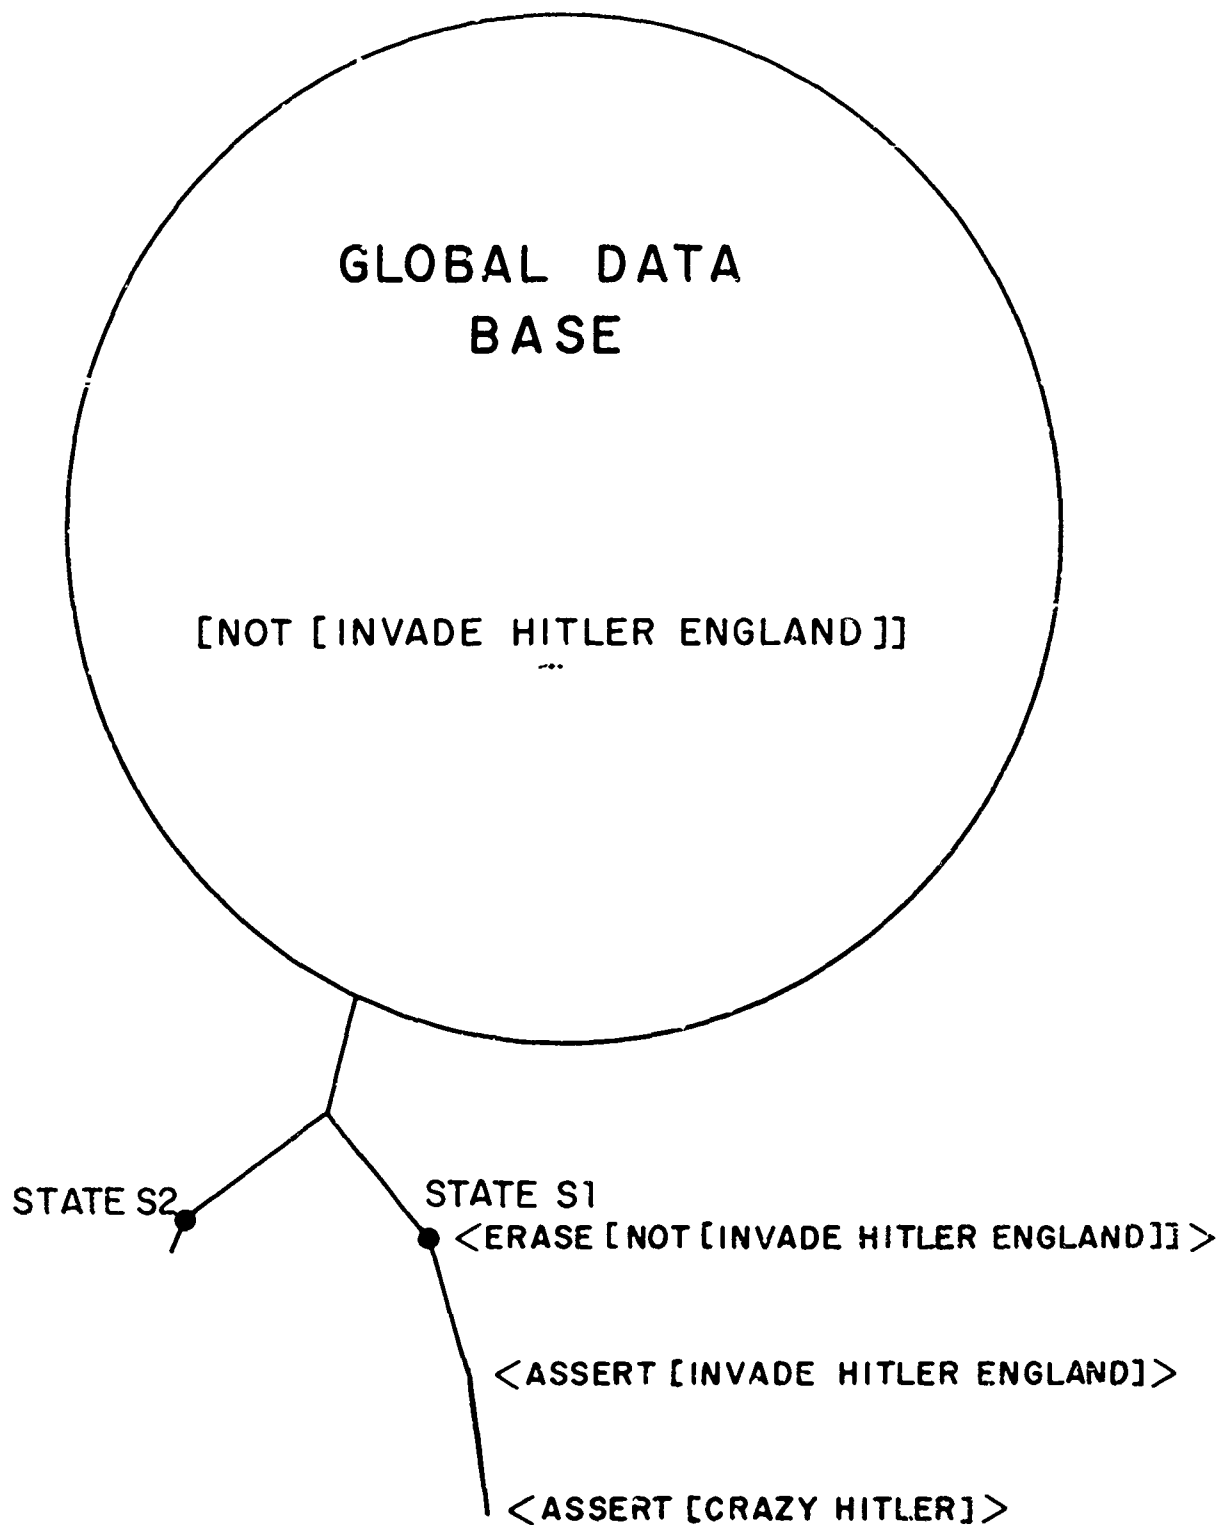 GLOBAL DATA
BASE
[NOT [INVADE HITLER ENGLAND]]
STATE S2
STATE S1
<ERASE [NOT [INVADE HITLER ENGLAND]]>
<ASSERT [INVADE HITLER ENGLAND]>
<ASSERT [CRAZY HITLER]>